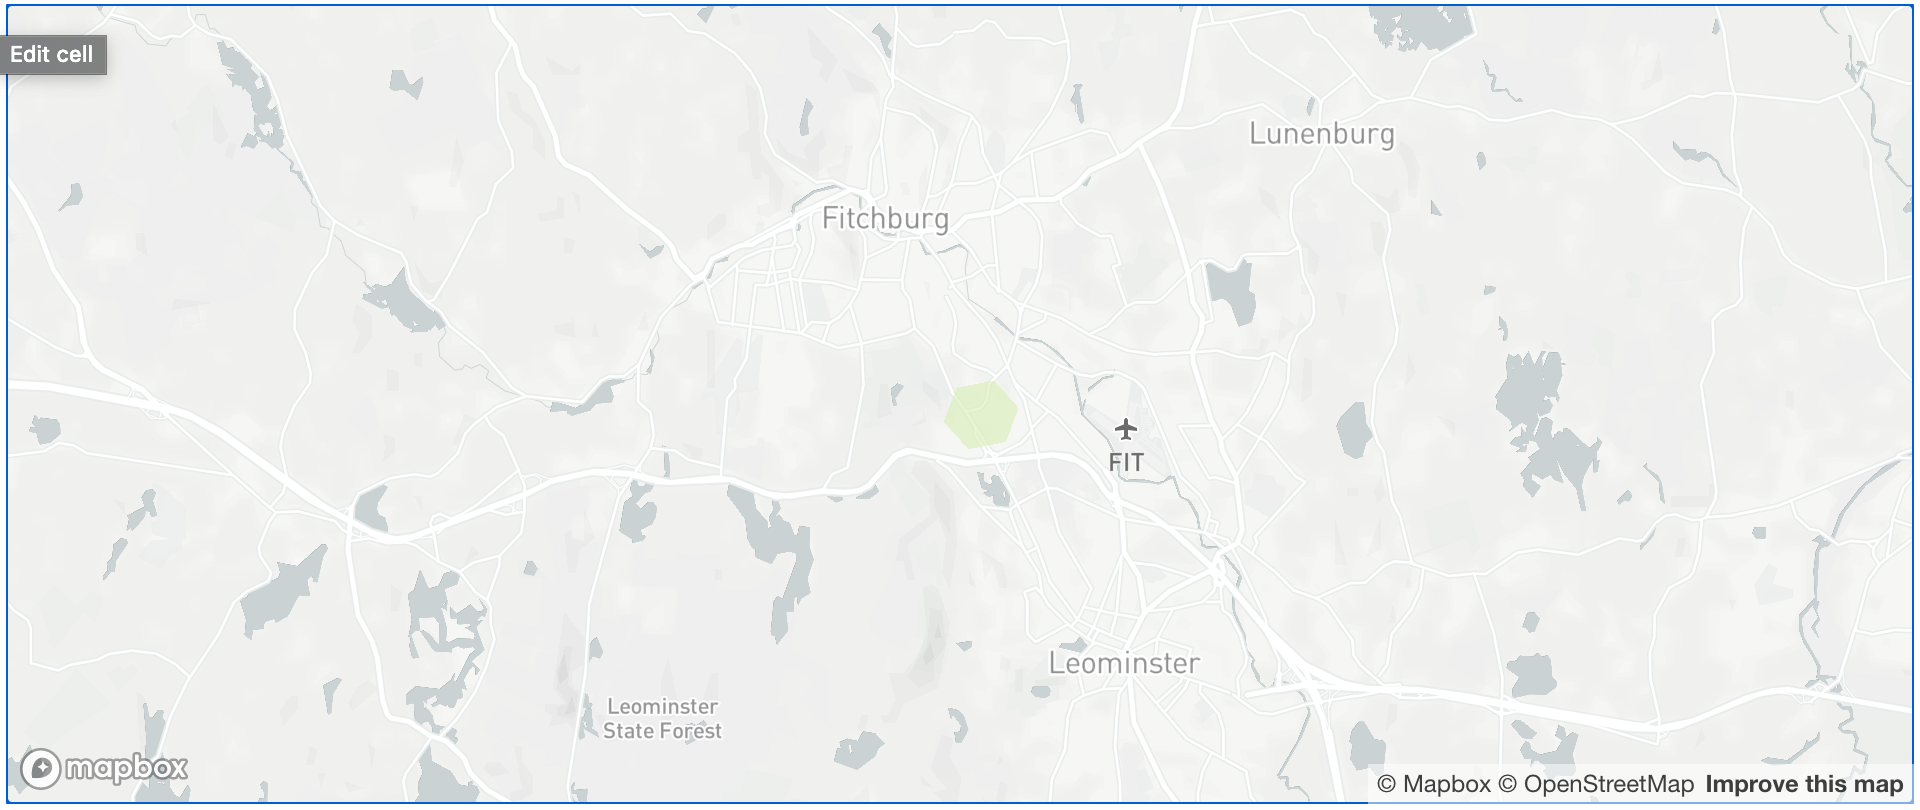 Edit cell
Lunenburg
Fitchburg
FIT
Leominster
Leominster
State Forest
mapbox
© Mapbox © OpenStreetMap Improve this map